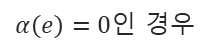 α(e) = 0인 경우